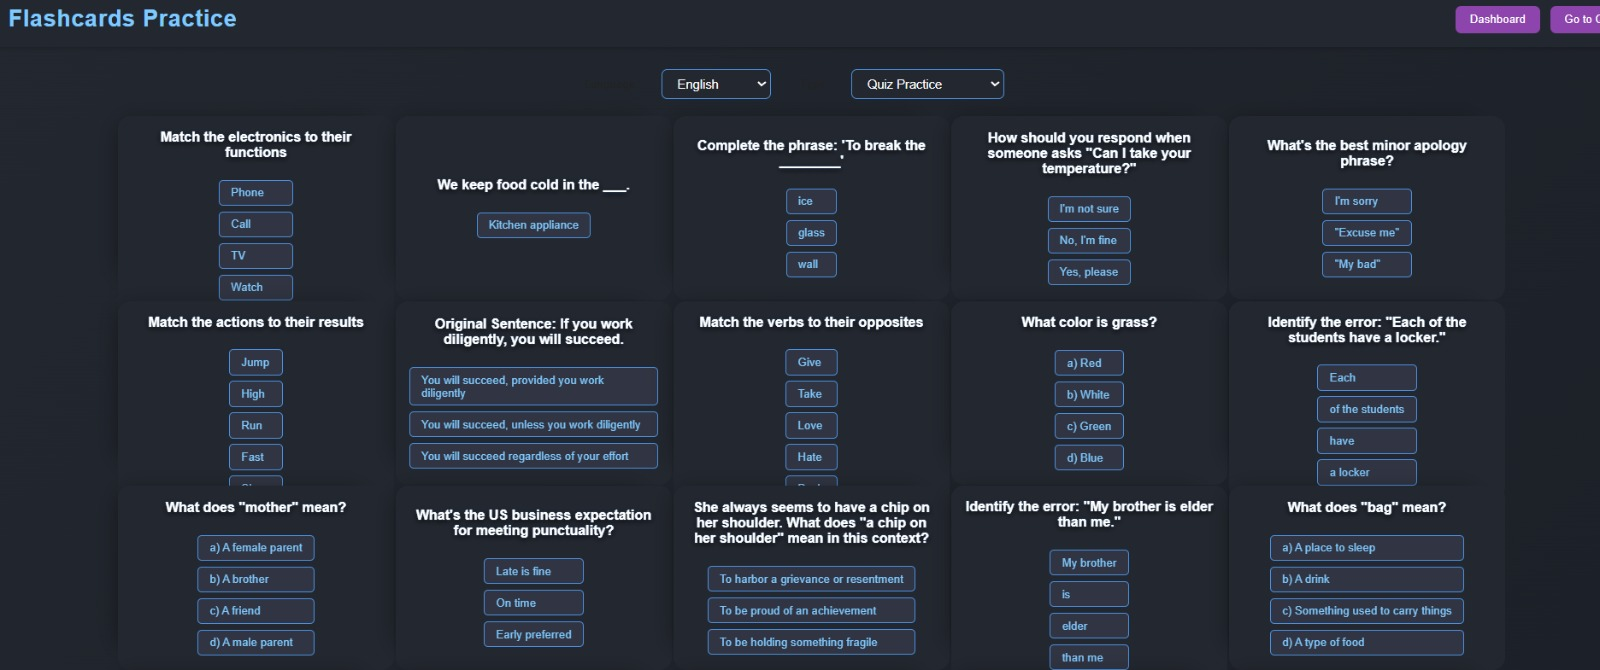 Flashcards Practice
Dashboard
Go to
English
Quiz Practice
Match the electronics to their
functions
Phone
Call
TV
Watch
We keep food cold in the ___.
Kitchen appliance
Complete the phrase: 'To break the
________.'
ice
glass
wall
How should you respond when
someone asks "Can I take your
temperature?"
I'm not sure
No, I'm fine
Yes, please
What's the best minor apology
phrase?
I'm sorry
"Excuse me"
"My bad"
Match the actions to their results
Jump
High
Run
Fast
Original Sentence: If you work
diligently, you will succeed.
You will succeed, provided you work
diligently
You will succeed, unless you work diligently
You will succeed regardless of your effort
Match the verbs to their opposites
Give
Take
Love
Hate
What color is grass?
a) Red
b) White
c) Green
d) Blue
Identify the error: "Each of the
students have a locker."
Each
of the students
have
a locker
What does "mother" mean?
a) A female parent
b) A brother
c) A friend
d) A male parent
What's the US business expectation
for meeting punctuality?
Late is fine
On time
Early preferred
She always seems to have a chip on
her shoulder. What does "a chip on
her shoulder" mean in this context?
To harbor a grievance or resentment
To be proud of an achievement
To be holding something fragile
Identify the error: "My brother is elder
than me."
My brother
is
elder
than me
What does "bag" mean?
a) A place to sleep
b) A drink
c) Something used to carry things
d) A type of food